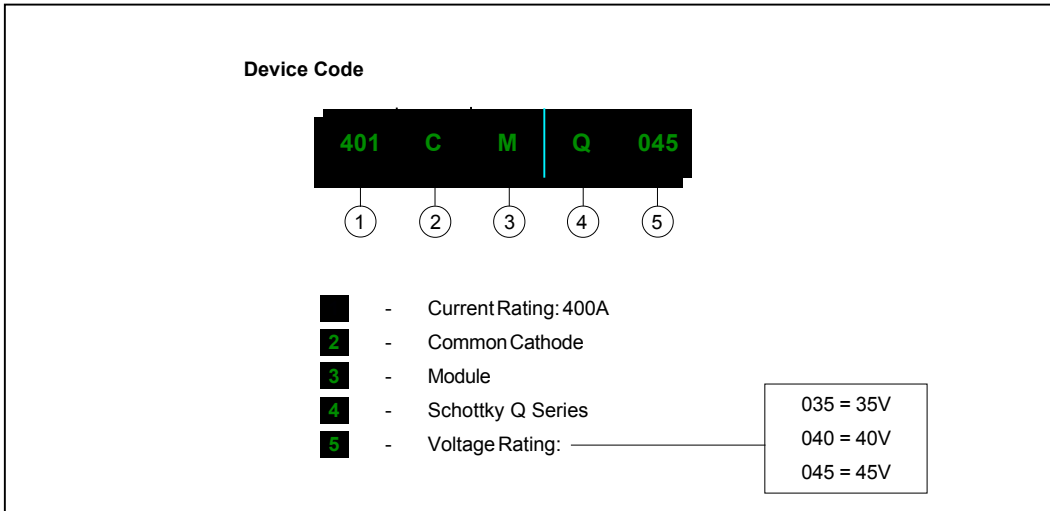 Device Code
401 C M Q 045
1 2 3 4 5
- Current Rating: 400A
2 - Common Cathode
3 - Module
4 - Schottky Q Series
5 - Voltage Rating:
035 = 35V
040 = 40V
045 = 45V